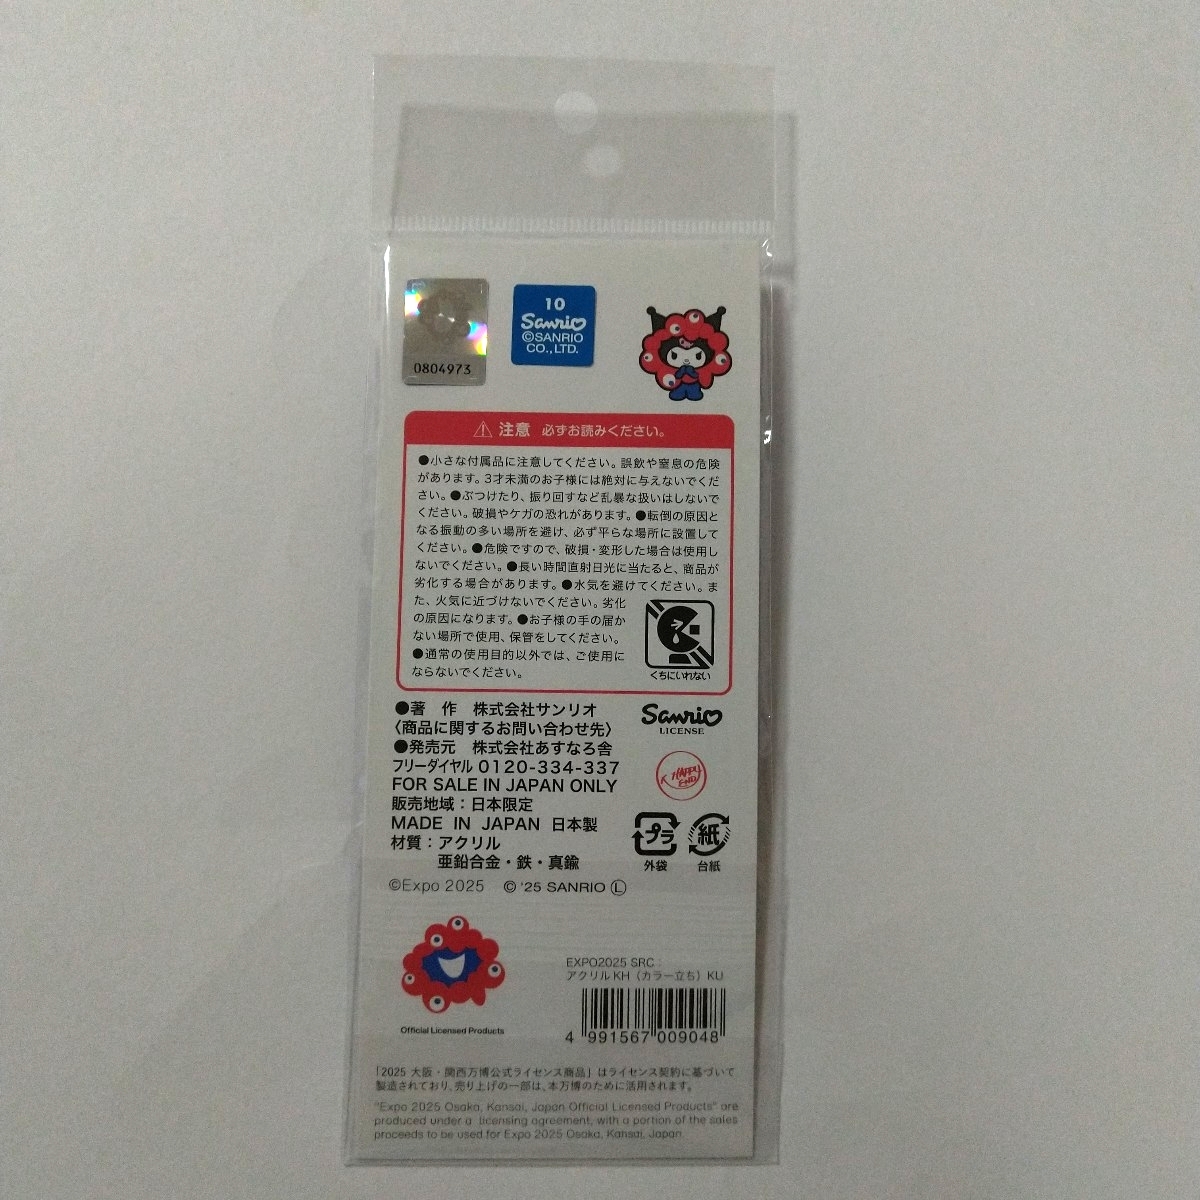 0804973
10
Sanrio
©SANRIO
CO.,LTD.
注意 必ずお読みください。
●小さな付属品に注意してください。誤飲や窒息の危険
があります。3才未満のお子様には絶対に与えないでくだ
さい。●ぶつけたり、振り回すなど乱暴な扱いはしないで
ください。破損やケガの恐れがあります。●転倒の原因と
なる振動の多い場所を避け、必ず平らな場所に設置して
ください。●危険ですので、破損・変形した場合は使用し
ないでください。●長い時間直射日光に当たると、商品が
劣化する場合があります。●水気を避けてください。ま
た、火気に近づけないでください。劣化
の原因になります。●お子様の手の届か
ない場所で使用、保管をしてください。
●通常の使用目的以外では、ご使用に
ならないでください。
くちにいれない
●著 作 株式会社サンリオ
〈商品に関するお問い合わせ先〉
●発売元 株式会社あすなろ舎
フリーダイヤル 0120-334-337
FOR SALE IN JAPAN ONLY
販売地域：日本限定
MADE IN JAPAN 日本製
材質：アクリル
亜鉛合金・鉄・真鍮
Sanrio
LICENSE
HAPPY
END
プラ
外袋
紙
台紙
©Expo 2025 © '25 SANRIO Ⓛ
Official Licensed Products
EXPO2025 SRC：
アクリルKH（カラー立ち）KU
4 991567 009048
「2025 大阪・関西万博公式ライセンス商品」はライセンス契約に基づいて
製造されており、売り上げの一部は、本万博のために活用されます。
"Expo 2025 Osaka, Kansai, Japan Official Licensed Products" are
produced under a licensing agreement, with a portion of the sales
proceeds to be used for Expo 2025 Osaka, Kansai, Japan.